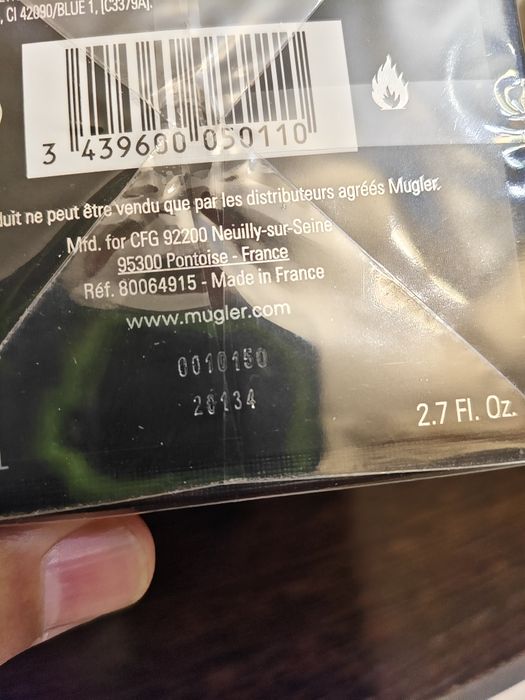 , CI 42090/BLUE 1, [C3379A].
3 439600 050110
uit ne peut être vendu que par les distributeurs agréés Mugler.
Mfd. for CFG 92200 Neuilly-sur-Seine
95300 Pontoise - France
Réf. 80064915 - Made in France
www.mugler.com
0010150
20134
2.7 Fl. Oz.